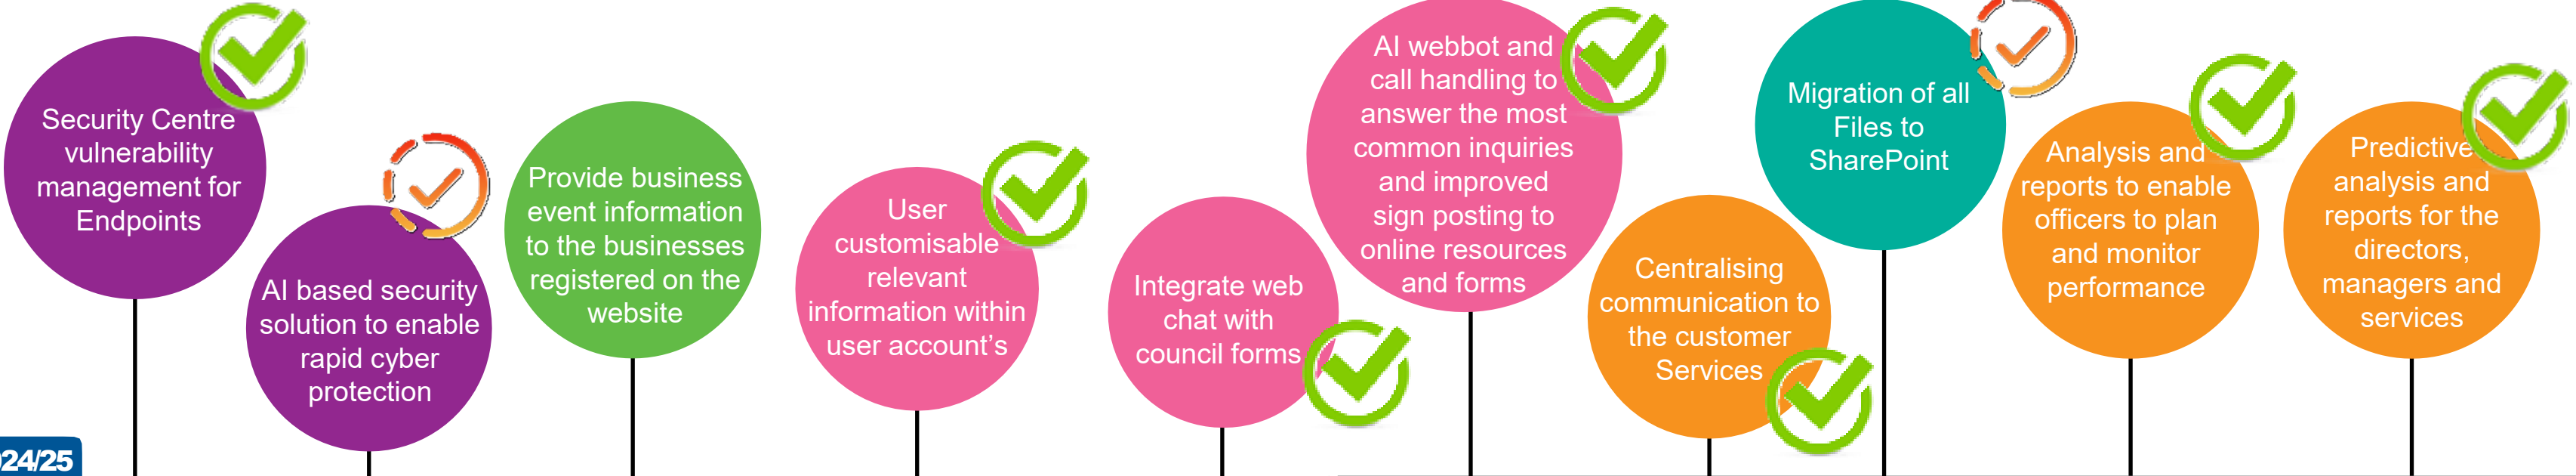 Security Centre
vulnerability
management for
Endpoints
AI based security
solution to enable
rapid cyber
protection
Provide business
event information
to the businesses
registered on the
website
User
customisable
relevant
information within
user account's
Integrate web
chat with
council forms
AI webbot and
call handling to
answer the most
common inquiries
and improved
sign posting to
online resources
and forms
Centralising
communication to
the customer
Services
Migration of all
Files to
SharePoint
Analysis and
reports to enable
officers to plan
and monitor
performance
Predictive
analysis and
reports for the
directors,
managers and
services
24/25